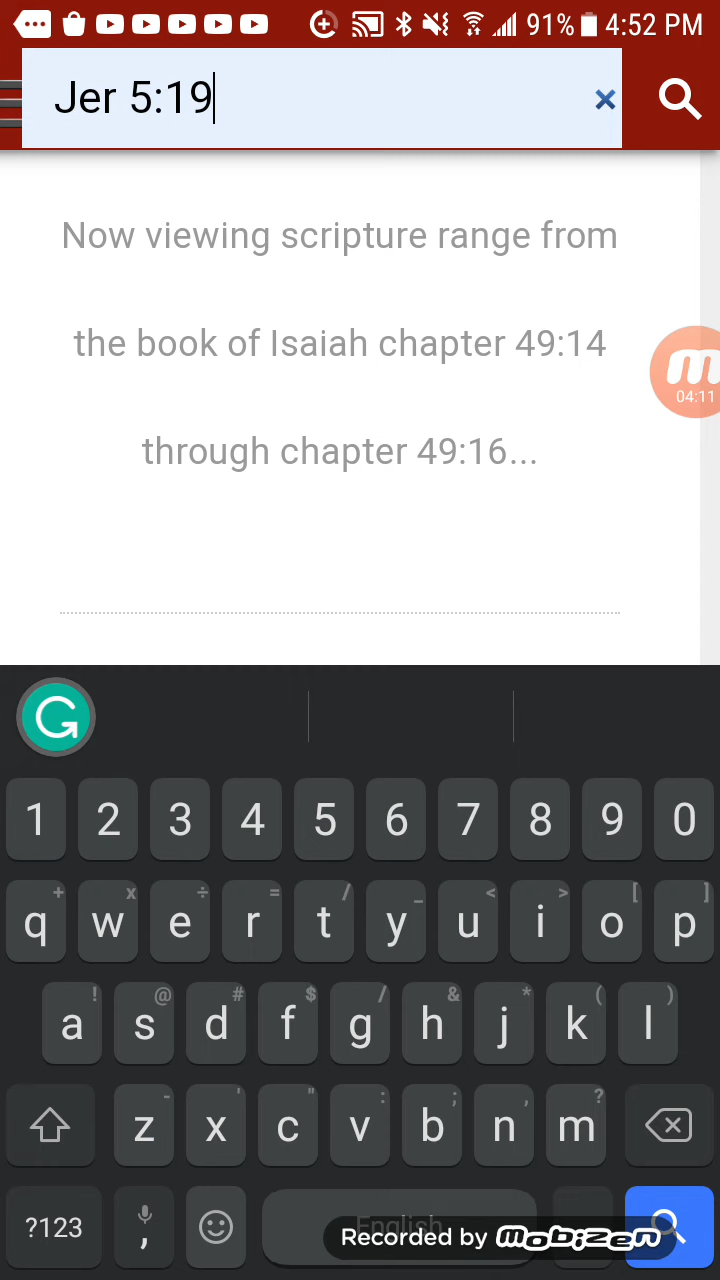 91% 4:52 PM
Jer 5:19
Now viewing scripture range from
the book of Isaiah chapter 49:14
through chapter 49:16...
04:11
1 2 3 4 5 6 7 8 9 0
+ x ÷ = / _ < > [ ]
q w e r t y u i o p
! @ # $ / & * ( )
a s d f g h j k l
- ' " : ; , ?
z x c v b n m
?123 , English
Recorded by mobizen